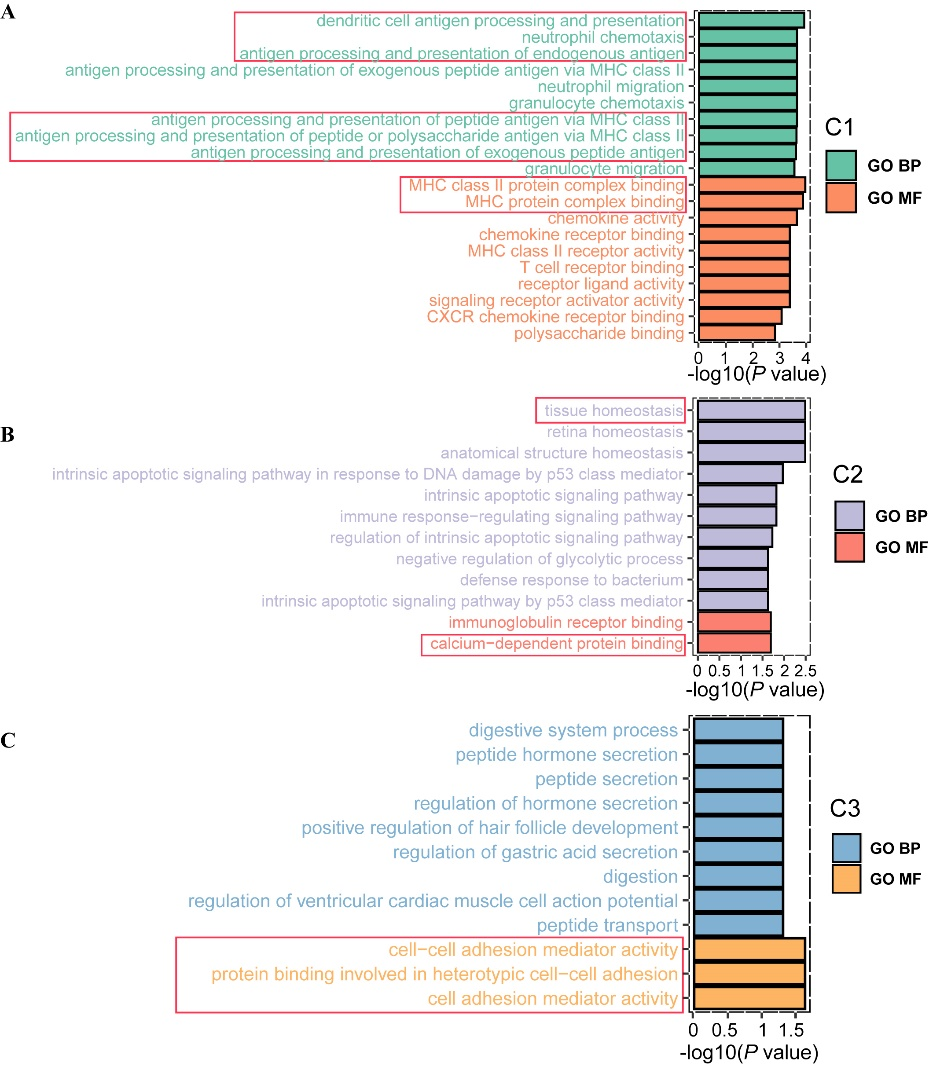 A
dendritic cell antigen processing and presentation
neutrophil chemotaxis
antigen processing and presentation of endogenous antigen
antigen processing and presentation of exogenous peptide antigen via MHC class II
neutrophil migration
granulocyte chemotaxis
antigen processing and presentation of peptide antigen via MHC class II
antigen processing and presentation of peptide or polysaccharide antigen via MHC class II
antigen processing and presentation of exogenous peptide antigen
granulocyte migration
MHC class II protein complex binding
MHC protein complex binding
chemokine activity
chemokine receptor binding
MHC class II receptor activity
T cell receptor binding
receptor ligand activity
signaling receptor activator activity
CXCR chemokine receptor binding
polysaccharide binding
0 1 2 3 4
-log10(P value)
C1
GO BP
GO MF
B
tissue homeostasis
retina homeostasis
anatomical structure homeostasis
intrinsic apoptotic signaling pathway in response to DNA damage by p53 class mediator
intrinsic apoptotic signaling pathway
immune response−regulating signaling pathway
regulation of intrinsic apoptotic signaling pathway
negative regulation of glycolytic process
defense response to bacterium
intrinsic apoptotic signaling pathway by p53 class mediator
immunoglobulin receptor binding
calcium−dependent protein binding
0 0.5 1 1.5 2 2.5
-log10(P value)
C2
GO BP
GO MF
C
digestive system process
peptide hormone secretion
peptide secretion
regulation of hormone secretion
positive regulation of hair follicle development
regulation of gastric acid secretion
digestion
regulation of ventricular cardiac muscle cell action potential
peptide transport
cell−cell adhesion mediator activity
protein binding involved in heterotypic cell−cell adhesion
cell adhesion mediator activity
0 0.5 1 1.5
-log10(P value)
C3
GO BP
GO MF